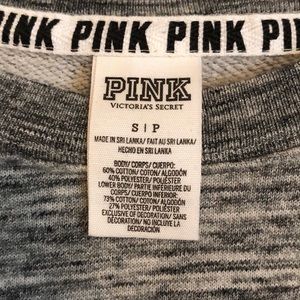 INK PINK PINK PINK PI
PINK
VICTORIA'S SECRET
S | P
MADE IN SRI LANKA/ FAIT AU SRI LANKA/
HECHO EN SRI LANKA
BODY/ CORPS/ CUERPO:
60% COTTON/ COTON/ ALGODÓN
40% POLYESTER/ POLIÉSTER
LOWER BODY/ PARTIE INFÉRIEURE DU
CORPS/ CUERPO INFERIOR:
73% COTTON/ COTON/ ALGODÓN
27% POLYESTER/ POLIÉSTER
EXCLUSIVE OF DECORATION/ SANS
DÉCORATION/ NO INCLUYE LA
DECORACIÓN